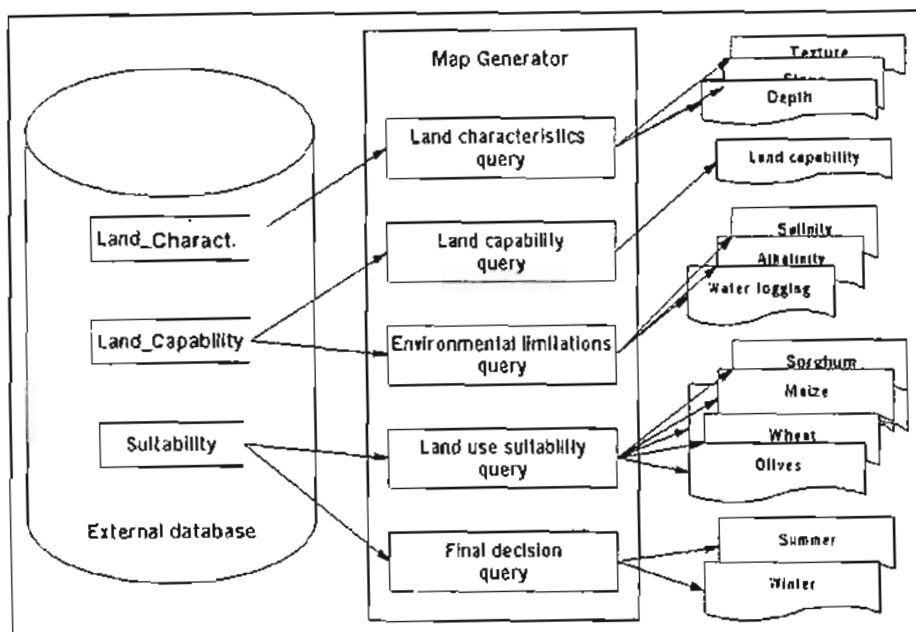 Map Generator
Texture
Depth
Land characteristics
query
Land capability
Land_Charact.
Land capability
query
Salinity
Alkalinity
Water logging
Land_Capability
Environmental limitations
query
Sorghum
Maize
Wheat
Olives
Suitability
Land use suitability
query
External database
Final decision
query
Summer
Winter